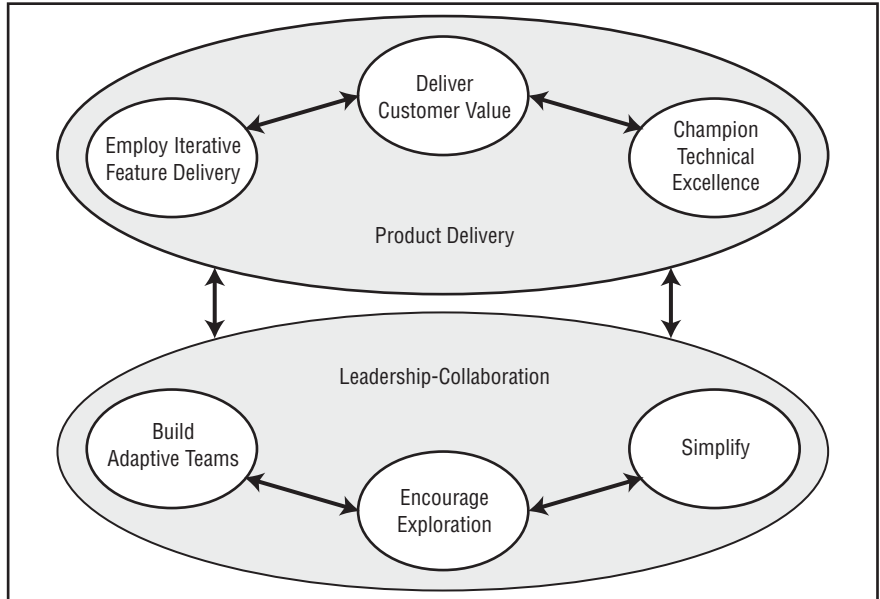 Deliver
Customer Value
Employ Iterative
Feature Delivery
Champion
Technical
Excellence
Product Delivery
Leadership-Collaboration
Build
Adaptive Teams
Simplify
Encourage
Exploration